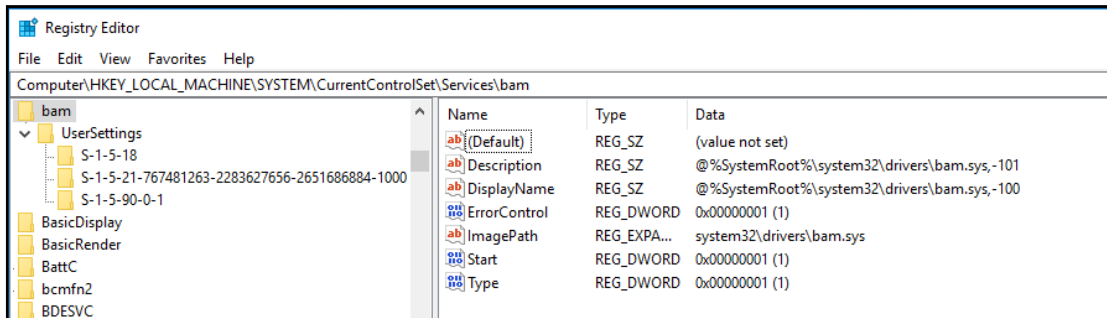 Registry Editor
File Edit View Favorites Help
Computer\HKEY_LOCAL_MACHINE\SYSTEM\CurrentControlSet\Services\bam
bam
UserSettings
S-1-5-18
S-1-5-21-767481263-2283627656-2651686884-1000
S-1-5-90-0-1
BasicDisplay
BasicRender
BattC
bcmfn2
BDESVC
Name Type Data
(Default) REG_SZ (value not set)
Description REG_SZ @%SystemRoot%\system32\drivers\bam.sys,-101
DisplayName REG_SZ @%SystemRoot%\system32\drivers\bam.sys,-100
ErrorControl REG_DWORD 0x00000001 (1)
ImagePath REG_EXPA... system32\drivers\bam.sys
Start REG_DWORD 0x00000001 (1)
Type REG_DWORD 0x00000001 (1)